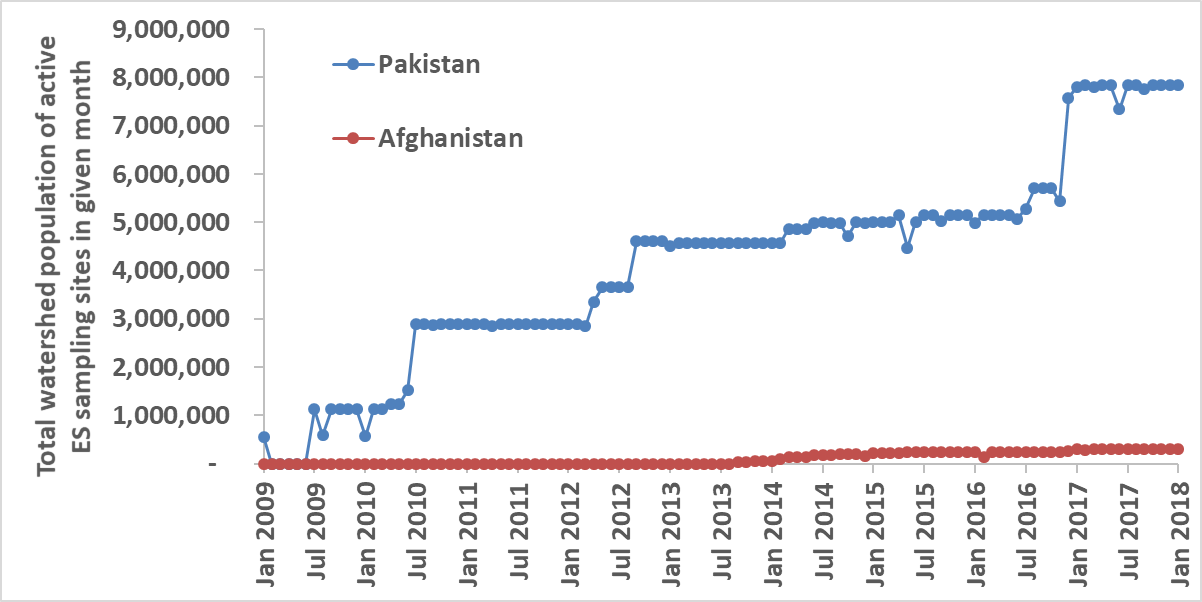 Total watershed population of active
ES sampling sites in given month
9,000,000
8,000,000
7,000,000
6,000,000
5,000,000
4,000,000
3,000,000
2,000,000
1,000,000
-
Pakistan
Afghanistan
Jan 2009
Jul 2009
Jan 2010
Jul 2010
Jan 2011
Jul 2011
Jan 2012
Jul 2012
Jan 2013
Jul 2013
Jan 2014
Jul 2014
Jan 2015
Jul 2015
Jan 2016
Jul 2016
Jan 2017
Jul 2017
Jan 2018